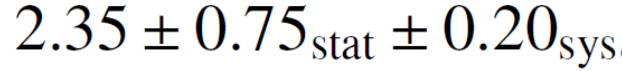 2.35 ± 0.75stat ± 0.20sys.